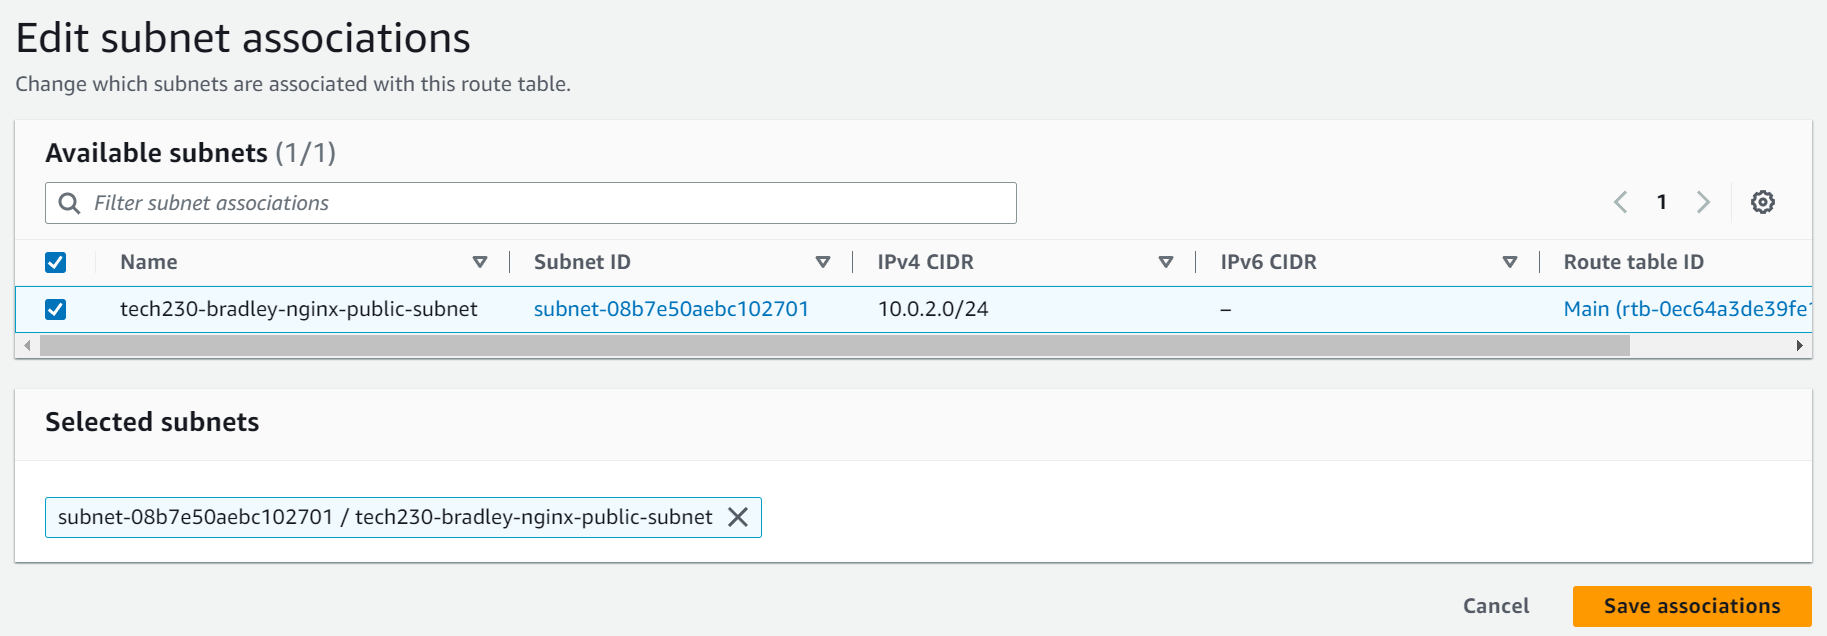 Edit subnet associations
Change which subnets are associated with this route table.
Available subnets (1/1)
Filter subnet associations
1
Name Subnet ID IPv4 CIDR IPv6 CIDR Route table ID
tech230-bradley-nginx-public-subnet subnet-08b7e50aebc102701 10.0.2.0/24 – Main (rtb-0ec64a3de39fe1
Selected subnets
subnet-08b7e50aebc102701 / tech230-bradley-nginx-public-subnet
Cancel Save associations